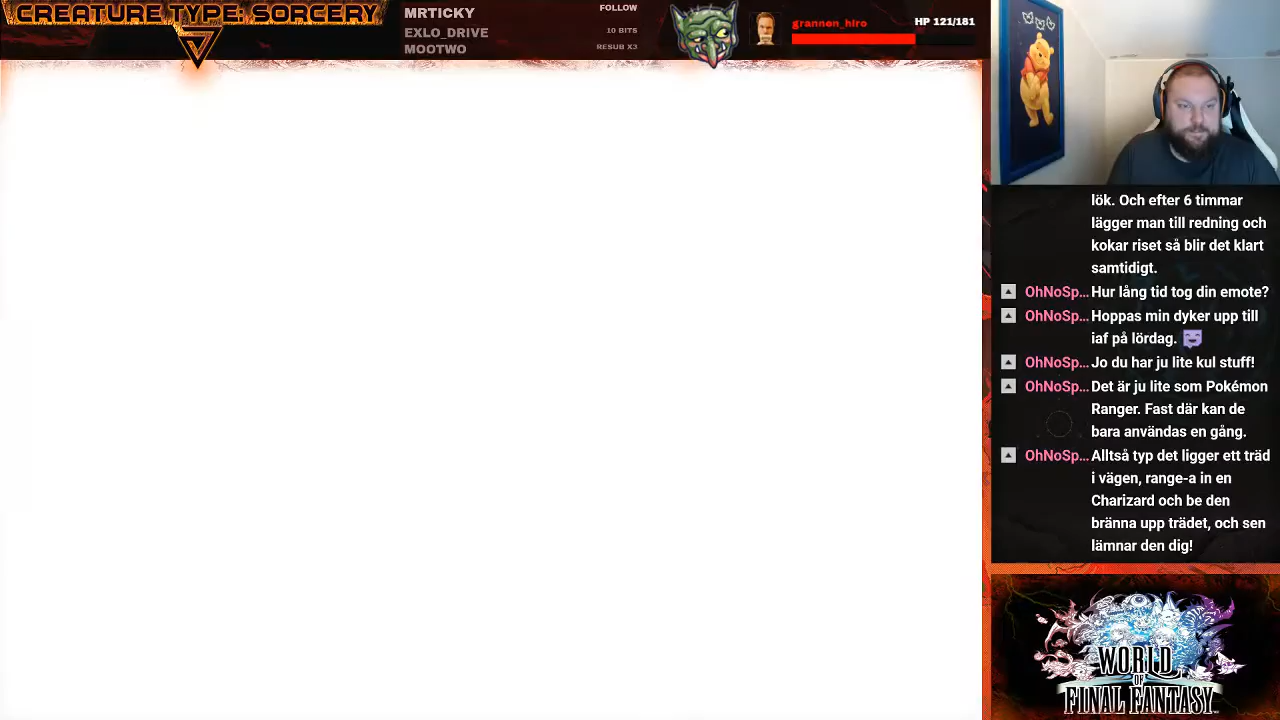 CREATURE TYPE: SORCERY
MRTICKY FOLLOW
EXLO_DRIVE 10 BITS
MOOTWO RESUB X3
grannen_hiro HP 121/181
lök. Och efter 6 timmar
lägger man till redning och
kokar riset så blir det klart
samtidigt.
OhNoSp... Hur lång tid tog din emote?
OhNoSp... Hoppas min dyker upp till
iaf på lördag.
OhNoSp... Jo du har ju lite kul stuff!
OhNoSp... Det är ju lite som Pokémon
Ranger. Fast där kan de
bara användas en gång.
OhNoSp... Alltså typ det ligger ett träd
i vägen, range-a in en
Charizard och be den
bränna upp trädet, och sen
lämnar den dig!
WORLD
OF
FINAL FANTASY